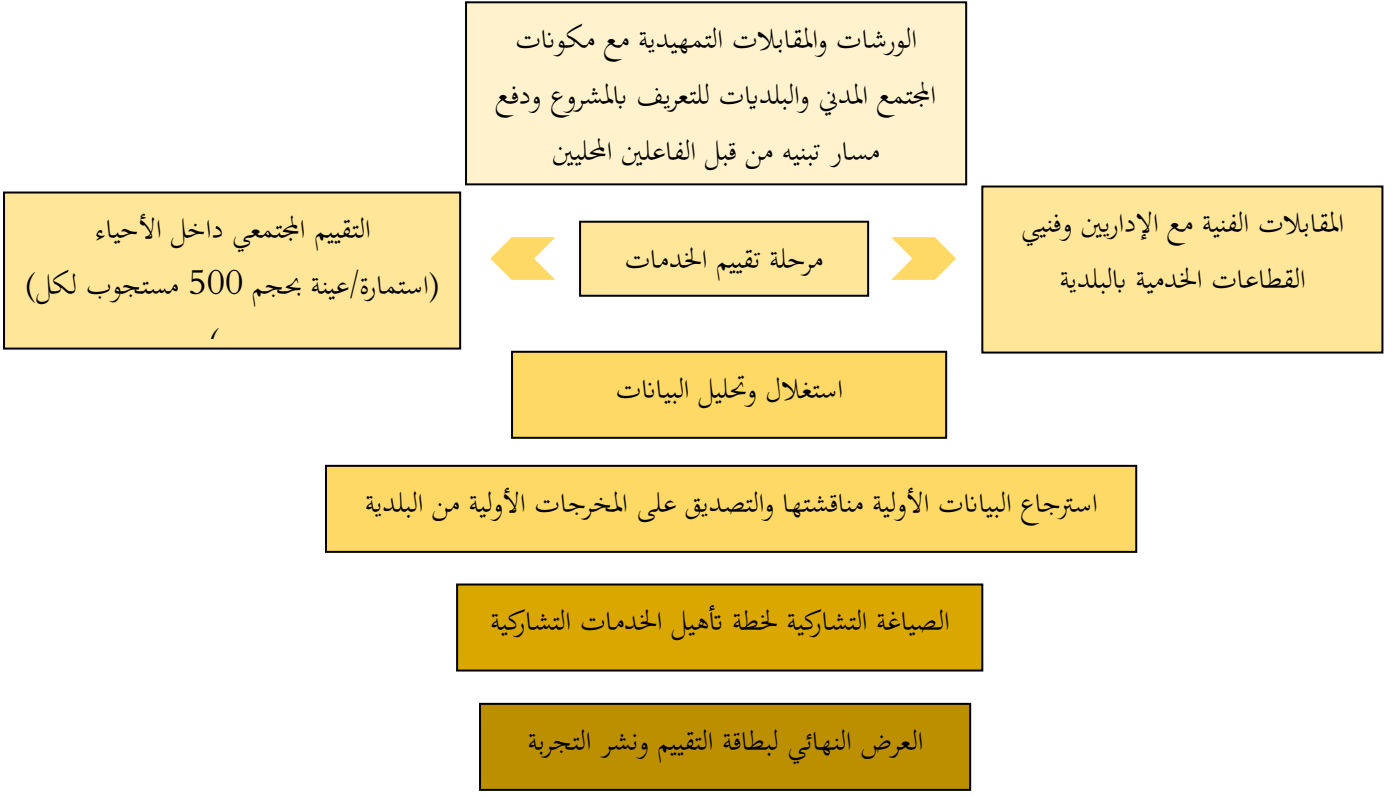 الورشات والمقابلات التمهيدية مع مكونات
المجتمع المدني والبلديات للتعريف بالمشروع ودفع
مسار تبنيه من قبل الفاعلين المحليين
المقابلات الفنية مع الإداريين وفنيي
القطاعات الخدمية بالبلدية
مرحلة تقييم الخدمات
التقييم المجتمعي داخل الأحياء
(استمارة/عينة بحجم 500 مستجوب لكل)
استغلال وتحليل البيانات
استرجاع البيانات الأولية مناقشتها والتصديق على المخرجات الأولية من البلدية
الصياغة التشاركية لخطة تأهيل الخدمات التشاركية
العرض النهائي لبطاقة التقييم ونشر التجربة